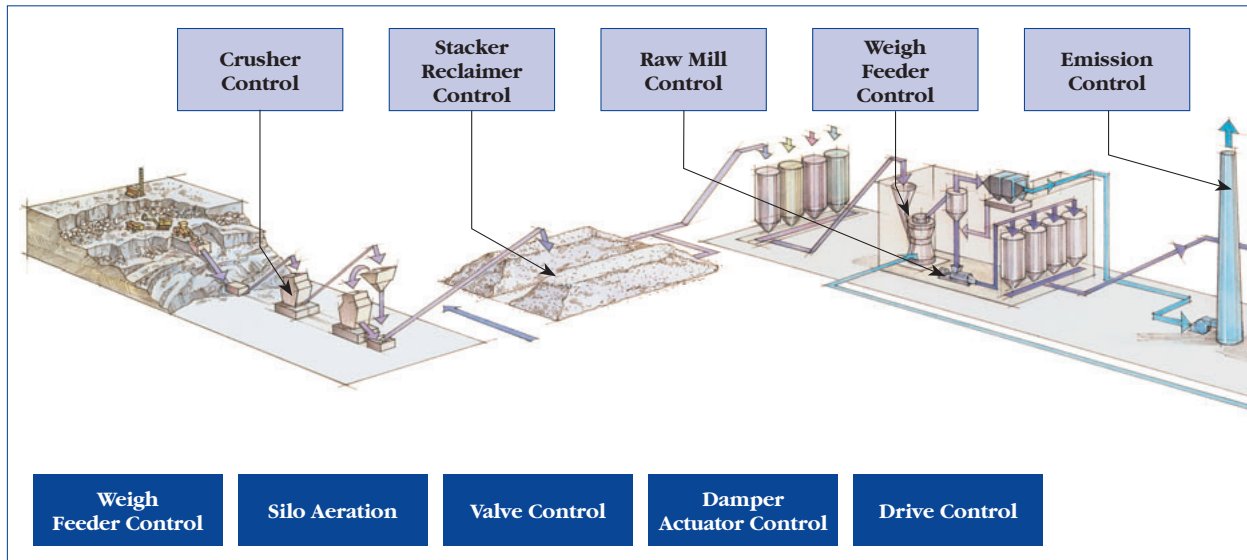 Crusher
Control
Stacker
Reclaimer
Control
Raw Mill
Control
Weigh
Feeder
Control
Emission
Control
Weigh
Feeder Control
Silo Aeration
Valve Control
Damper
Actuator Control
Drive Control